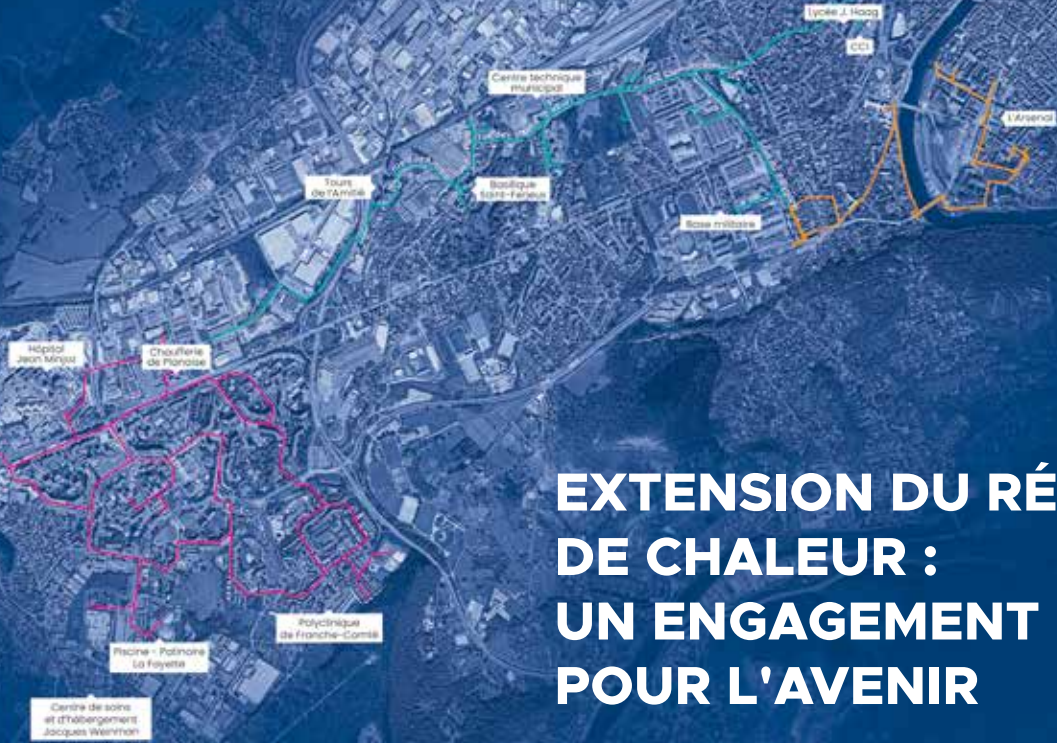 Lycée J. Haag
CCI
Centre technique
municipal
L'Arsenal
Tours
de l'Amitié
Basilique
Saint-Ferjeux
Base militaire
Hôpital
Jean Minjoz
Chaufferie
de Planoise
EXTENSION DU RÉ
DE CHALEUR :
UN ENGAGEMENT
POUR L'AVENIR
Polyclinique
de Franche-Comté
Piscine - Patinoire
La Fayette
Centre de soins
et d'hébergement
Jacques Weinman